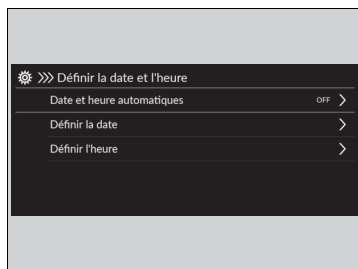 Définir la date et l'heure
Date et heure automatiques OFF
Définir la date
Définir l'heure